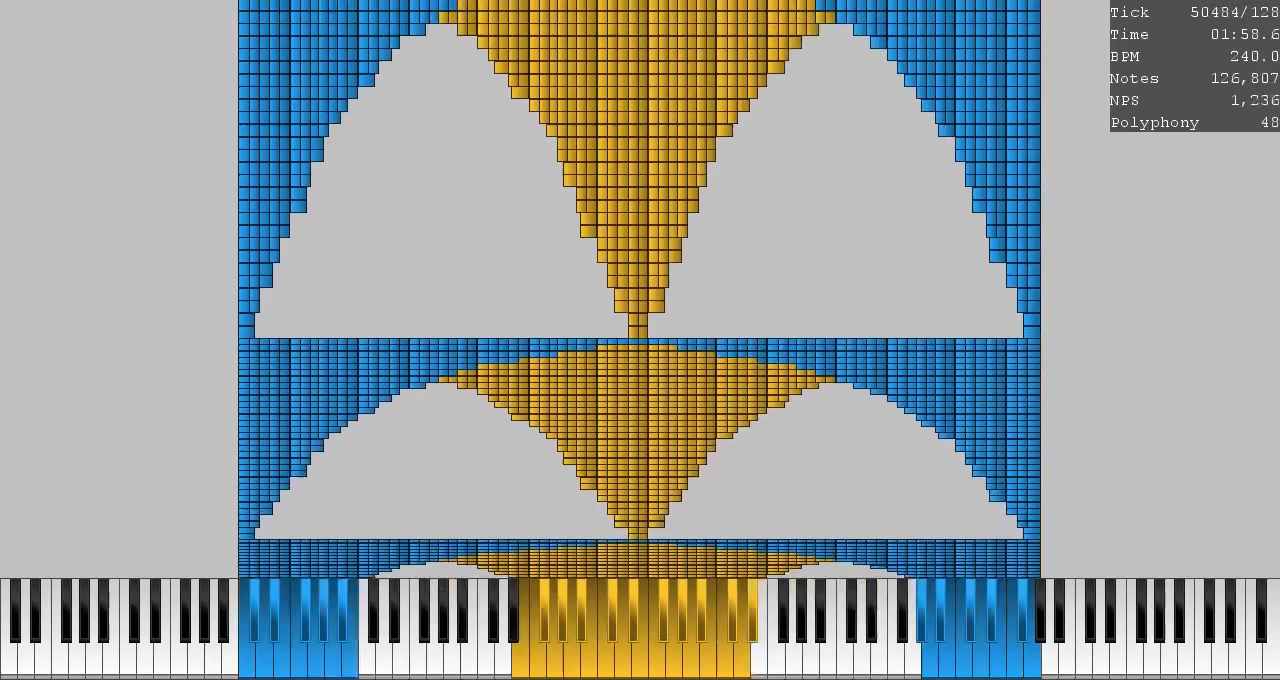 Tick 50484/128
Time 01:58.6
BPM 240.0
Notes 126,807
NPS 1,236
Polyphony 48